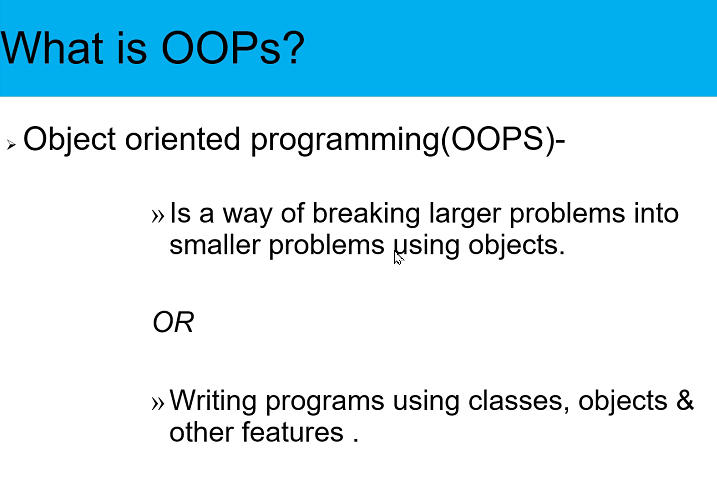 What is OOPs?
➢ Object oriented programming(OOPS)-
» Is a way of breaking larger problems into
smaller problems using objects.
OR
» Writing programs using classes, objects &
other features .